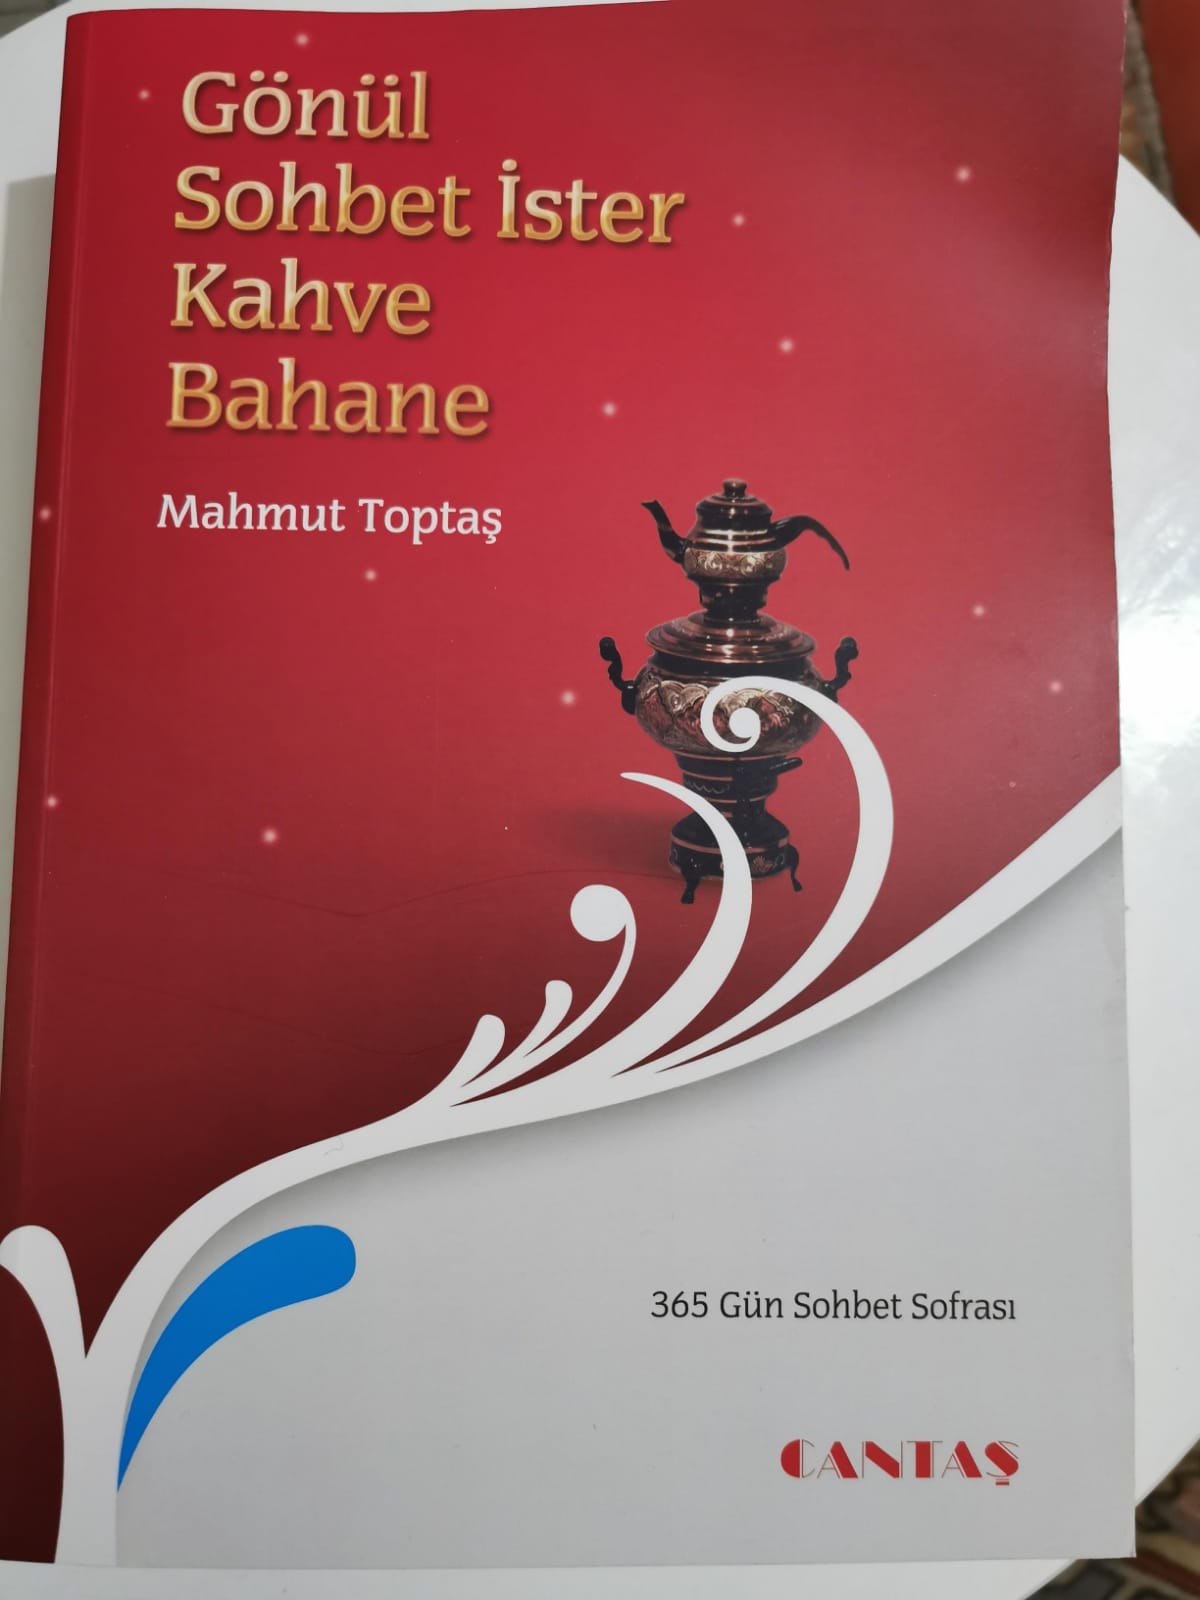 Gönül
Sohbet İster
Kahve
Bahane
Mahmut Toptaş
365 Gün Sohbet Sofrası
CANTAŞ